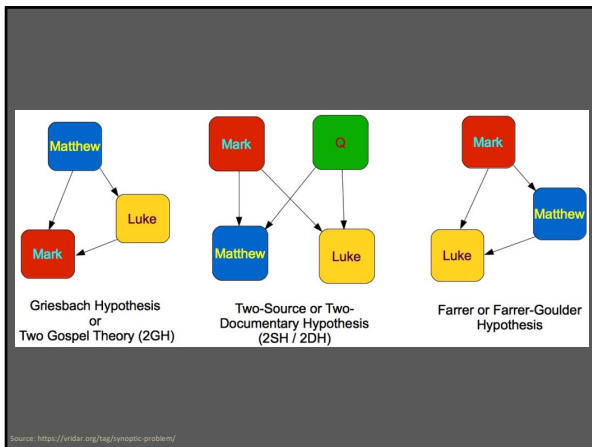 Matthew
Luke
Mark
Griesbach Hypothesis
or
Two Gospel Theory (2GH)
Mark
Q
Matthew
Luke
Two-Source or Two-
Documentary Hypothesis
(2SH / 2DH)
Mark
Matthew
Luke
Farrer or Farrer-Goulder
Hypothesis
Source: https://vridar.org/tag/synoptic-problem/